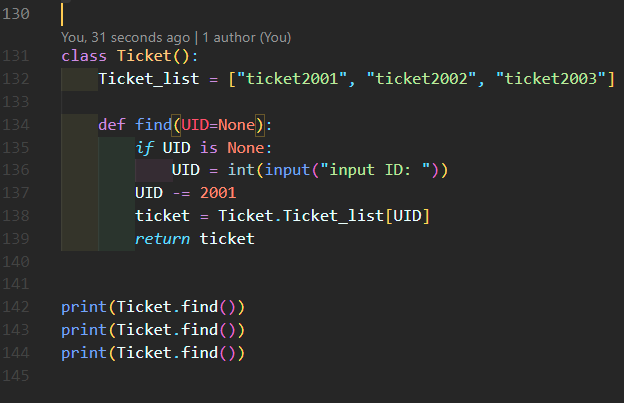 130
You, 31 seconds ago | 1 author (You)
131 class Ticket():
132     Ticket_list = ["ticket2001", "ticket2002", "ticket2003"]
133
134     def find(UID=None):
135         if UID is None:
136             UID = int(input("input ID: "))
137         UID -= 2001
138         ticket = Ticket.Ticket_list[UID]
139         return ticket
140
141
142 print(Ticket.find())
143 print(Ticket.find())
144 print(Ticket.find())
145